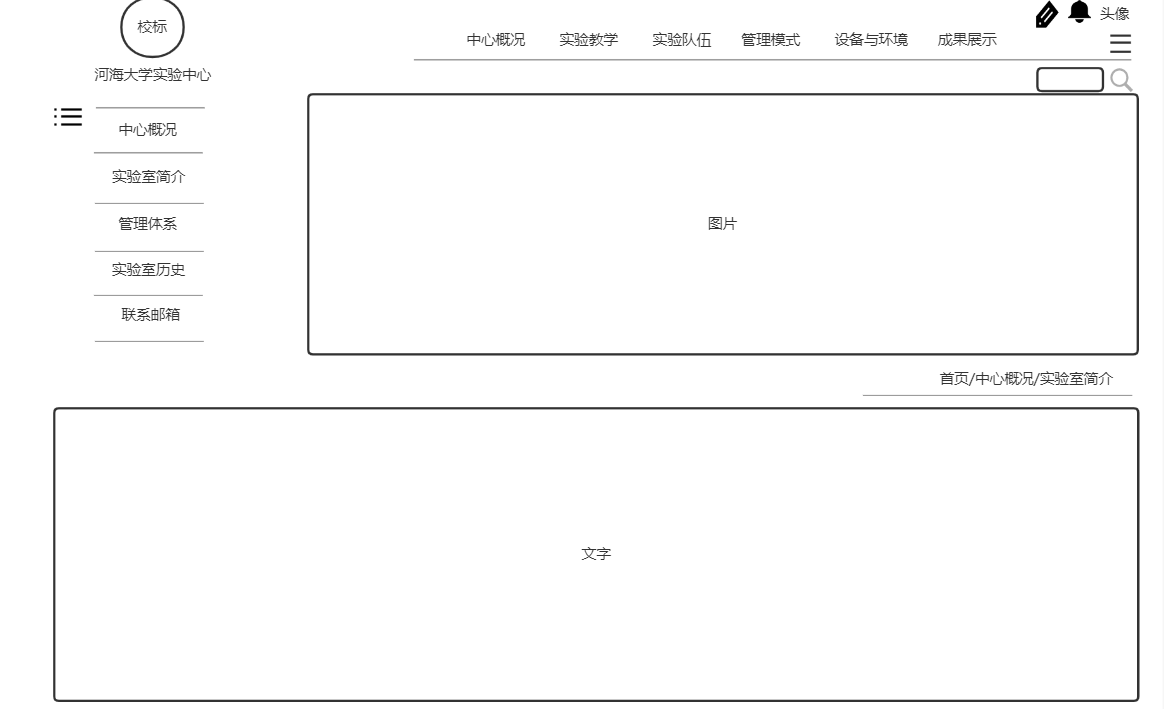 校标
头像
中心概况 实验教学 实验队伍 管理模式 设备与环境 成果展示
河海大学实验中心
中心概况
实验室简介
管理体系
实验室历史
联系邮箱
图片
首页/中心概况/实验室简介
文字